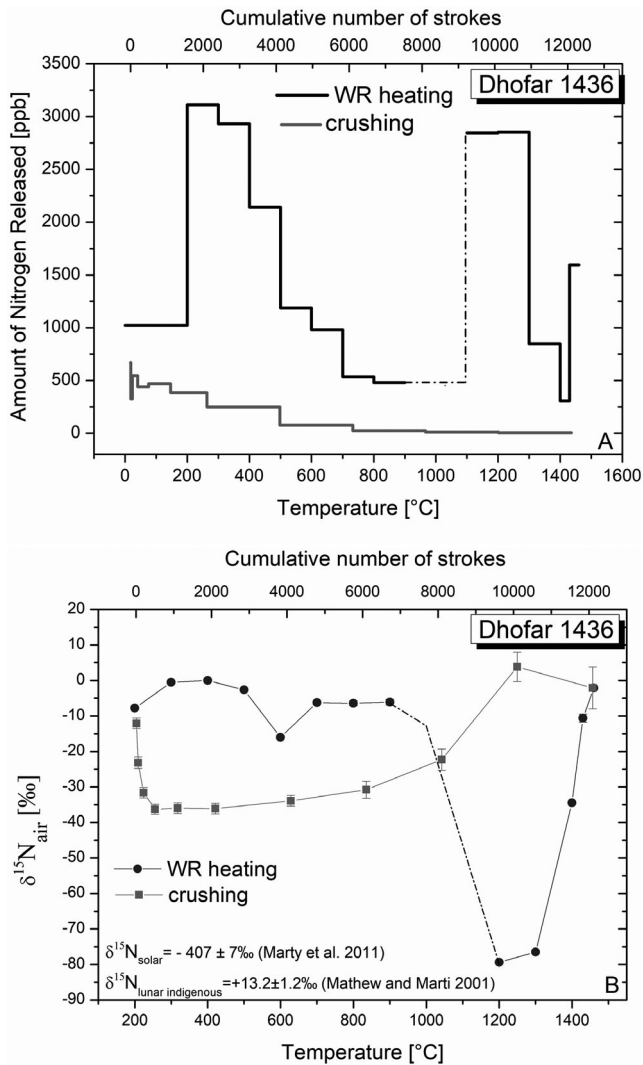 Cumulative number of strokes
0 2000 4000 6000 8000 10000 12000
Dhofar 1436
WR heating
crushing
Amount of Nitrogen Released [ppb]
3500
3000
2500
2000
1500
1000
500
0
A
0 200 400 600 800 1000 1200 1400 1600
Temperature [°C]
Cumulative number of strokes
0 2000 4000 6000 8000 10000 12000
Dhofar 1436
20
10
0
-10
-20
-30
-40
-50
-60
-70
-80
-90
δ¹⁵N_air [‰]
WR heating
crushing
δ¹⁵N_solar = - 407 ± 7‰ (Marty et al. 2011)
δ¹⁵N_lunar indigenous =+13.2±1.2‰ (Mathew and Marti 2001)
B
200 400 600 800 1000 1200 1400
Temperature [°C]